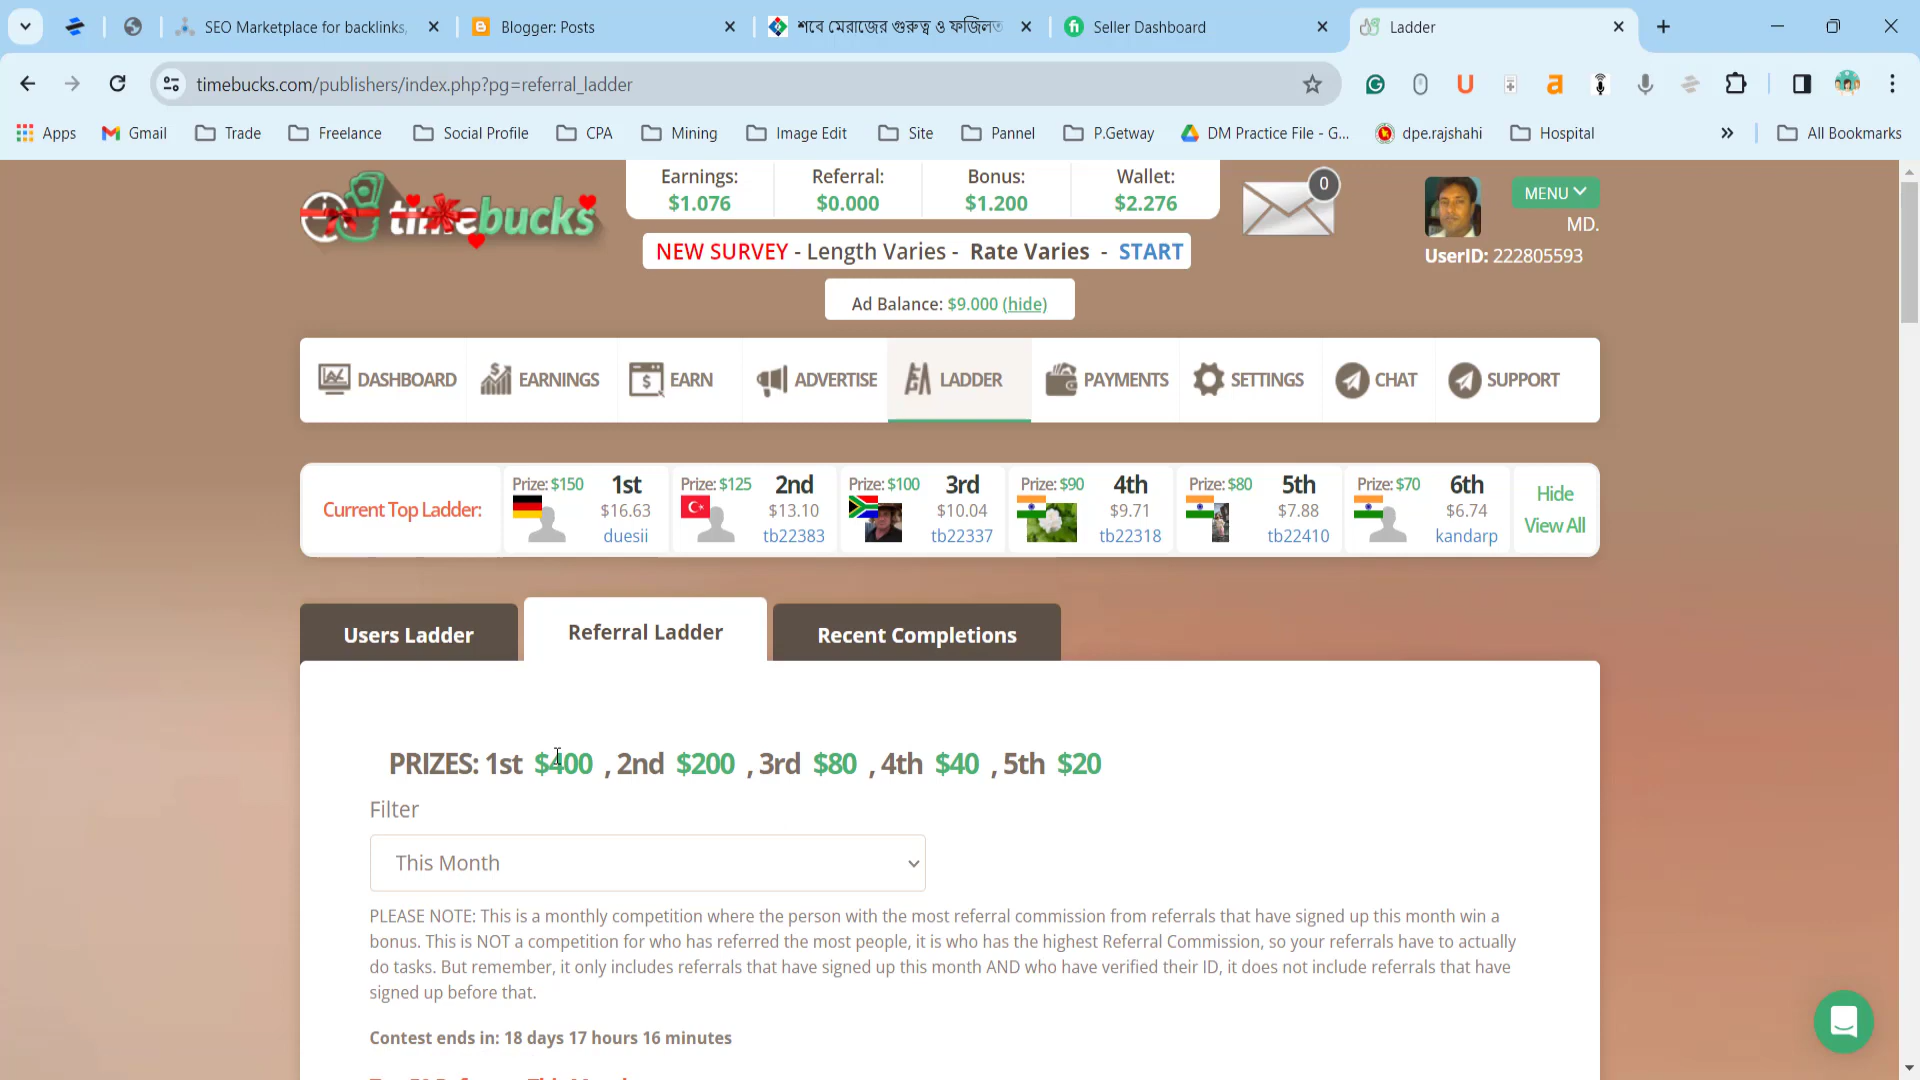 SEO Marketplace for backlinks,
Blogger: Posts
শবে মেরাজের গুরুত্ব ও ফজিলত
Seller Dashboard
Ladder
timebucks.com/publishers/index.php?pg=referral_ladder
Apps
Gmail
Trade
Freelance
Social Profile
CPA
Mining
Image Edit
Site
Pannel
P.Getway
DM Practice File - G...
dpe.rajshahi
Hospital
All Bookmarks
timebucks
Earnings:
$1.076
Referral:
$0.000
Bonus:
$1.200
Wallet:
$2.276
0
MENU
MD.
UserID: 222805593
NEW SURVEY - Length Varies - Rate Varies - START
Ad Balance: $9.000 (hide)
DASHBOARD
EARNINGS
EARN
ADVERTISE
LADDER
PAYMENTS
SETTINGS
CHAT
SUPPORT
Current Top Ladder:
Prize: $150
1st
$16.63
duesii
Prize: $125
2nd
$13.10
tb22383
Prize: $100
3rd
$10.04
tb22337
Prize: $90
4th
$9.71
tb22318
Prize: $80
5th
$7.88
tb22410
Prize: $70
6th
$6.74
kandarp
Hide
View All
Users Ladder
Referral Ladder
Recent Completions
PRIZES: 1st $400 , 2nd $200 , 3rd $80 , 4th $40 , 5th $20
Filter
This Month
PLEASE NOTE: This is a monthly competition where the person with the most referral commission from referrals that have signed up this month win a
bonus. This is NOT a competition for who has referred the most people, it is who has the highest Referral Commission, so your referrals have to actually
do tasks. But remember, it only includes referrals that have signed up this month AND who have verified their ID, it does not include referrals that have
signed up before that.
Contest ends in: 18 days 17 hours 16 minutes